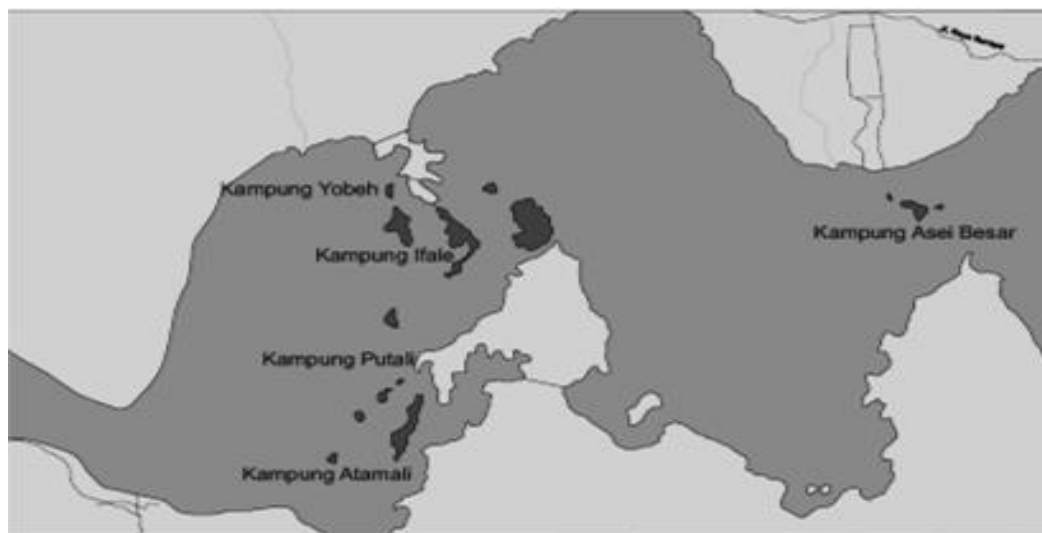 Kampung Yobeh
Kampung Ifale
Kampung Asei Besar
Kampung Putali
Kampung Atamali